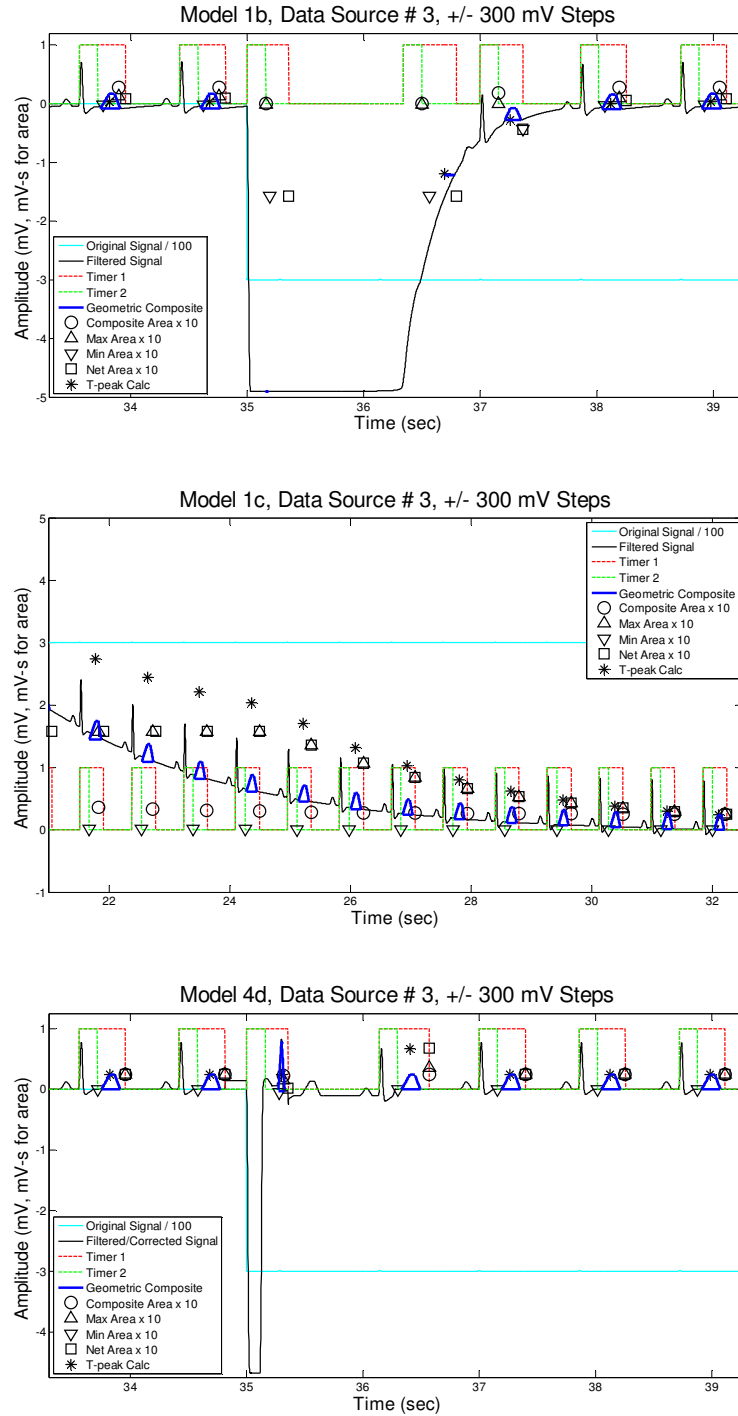 Model 1b, Data Source # 3, +/- 300 mV Steps
Amplitude (mV, mV-s for area)
1
0
-1
-2
-3
-4
-5
Original Signal / 100
Filtered Signal
Timer 1
Timer 2
Geometric Composite
Composite Area x 10
Max Area x 10
Min Area x 10
Net Area x 10
T-peak Calc
34 35 36 37 38 39
Time (sec)
Model 1c, Data Source # 3, +/- 300 mV Steps
Amplitude (mV, mV-s for area)
5
4
3
2
1
0
-1
Original Signal / 100
Filtered Signal
Timer 1
Timer 2
Geometric Composite
Composite Area x 10
Max Area x 10
Min Area x 10
Net Area x 10
T-peak Calc
22 24 26 28 30 32
Time (sec)
Model 4d, Data Source # 3, +/- 300 mV Steps
Amplitude (mV, mV-s for area)
1
0
-1
-2
-3
-4
Original Signal / 100
Filtered/Corrected Signal
Timer 1
Timer 2
Geometric Composite
Composite Area x 10
Max Area x 10
Min Area x 10
Net Area x 10
T-peak Calc
34 35 36 37 38 39
Time (sec)